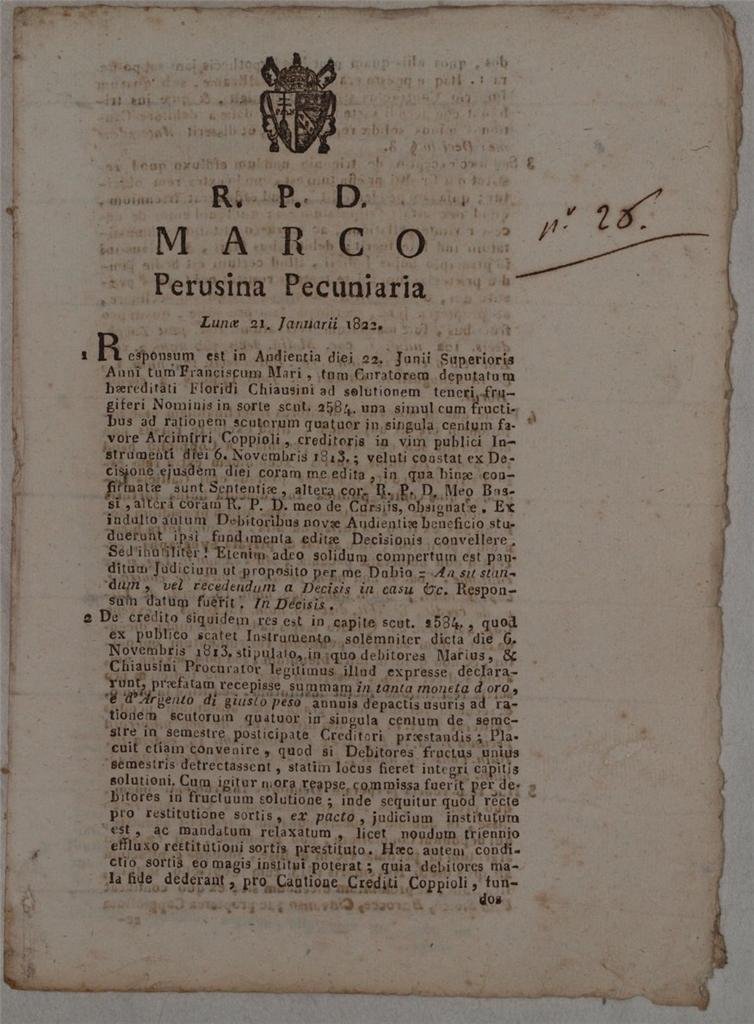 R. P. D.
MARCO
Perusina Pecuniaria
Lunæ 21. Januarii 1822.
nº 28.
1 Responsum est in Audientia diei 22. Junii Superioris
Anni tum Franciscum Mari, tum Curatorem deputatum
hæreditati Floridi Chiausini ad solutionem teneri fru-
giferi Nominis in sorte scut. 2584. una simul cum fructi-
bus ad rationem scutorum quatuor in singula centum fa-
vore Arcimirri Coppioli, creditoris in vim publici In-
strumenti diei 6. Novembris 1813.; veluti constat ex De-
cisione ejusdem diei coram me edita, in qua binæ con-
firmatæ sunt Sententiæ, altera cor. R. P. D. Meo Bus-
si, altera coram R. P. D. meo de Cursiis, obsignatæ. Ex
indulto autum Debitoribus novæ Audientiæ beneficio stu-
duerunt ipsi fundamenta editæ Decisionis convellere.
Sed inutiliter! Etenim adeo solidum compertum est pan-
ditum Judicium ut proposito per me Dubio = An sit stan-
dum, vel recedendum a Decisis in casu &c. Respon-
sum datum fuerit. In Decisis.
2 De credito siquidem res est in capite scut. 2584., quod
ex publico scatet Instrumento solemniter dicta die 6.
Novembris 1813. stipulato, in quo debitores Marius, &
Chiausini Procurator legitimus illud expresse declara-
runt, præfatam recepisse summam in tanta moneta d'oro,
e d'Argento di giusto peso annuis depactis usuris ad ra-
tionem scutorum quatuor in singula centum de seme-
stre in semestre posticipate Creditori præstandis; Pla-
cuit etiam convenire, quod si Debitores fructus unius
semestris detrectassent, statim locus fieret integri capitis
solutioni. Cum igitur mora reapse commissa fuerit per de-
bitores in fructuum solutione; inde sequitur quod recte
pro restitutione sortis, ex pacto, judicium institutum
est, ac mandatum relaxatum, licet nondum triennio
effluxo restitutioni sortis præstituto. Hæc autem condi-
ctio sortis eo magis institui poterat; quia debitores ma-
la fide dederant, pro Cautione Crediti Coppioli, fun-
dos